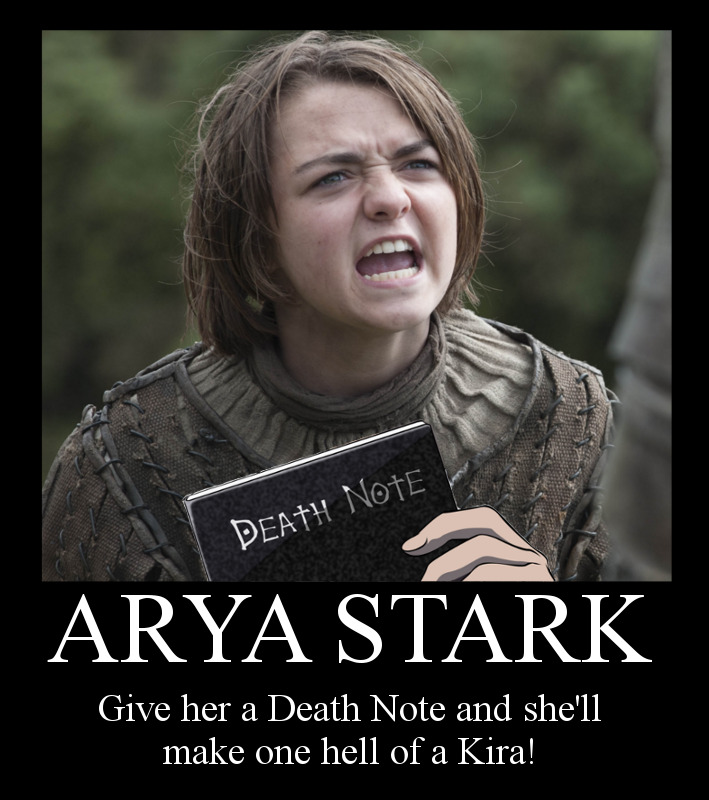 DEATH NOTE
ARYA STARK
Give her a Death Note and she'll
make one hell of a Kira!